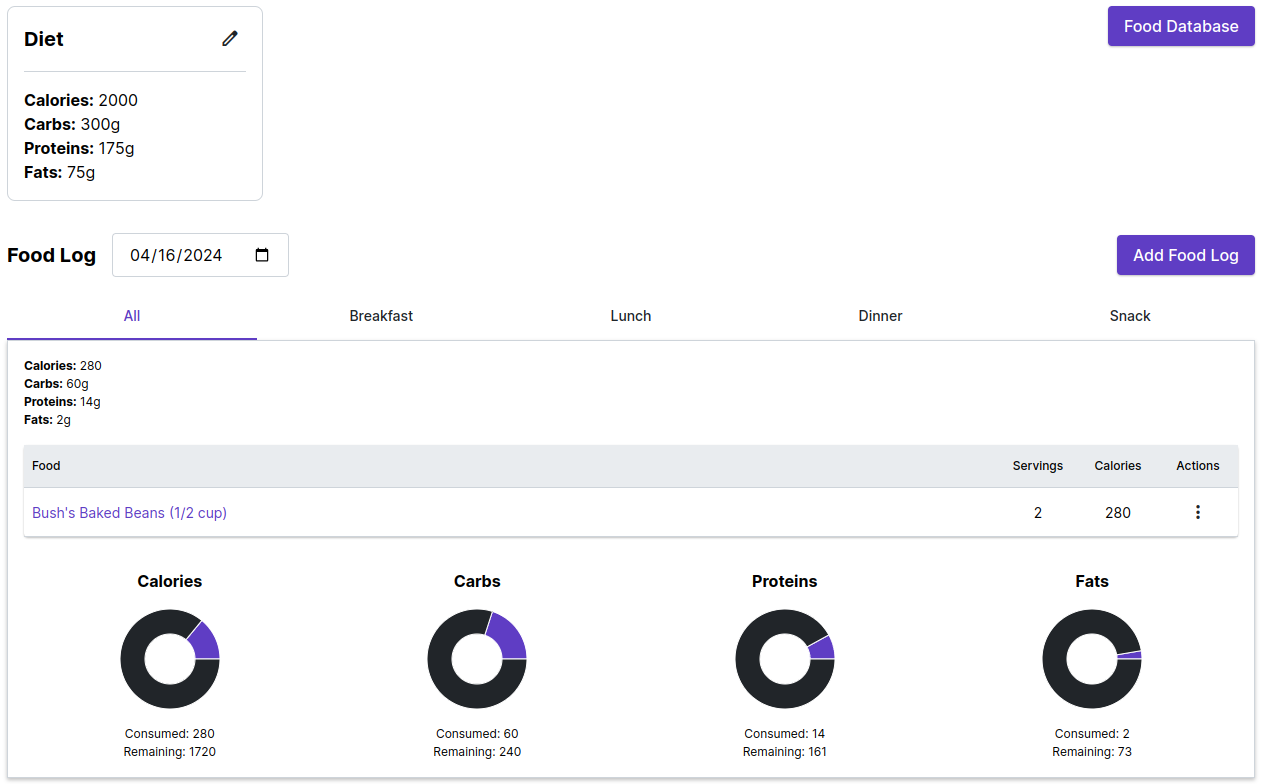 Diet
Food Database
Calories: 2000
Carbs: 300g
Proteins: 175g
Fats: 75g
Food Log
04/16/2024
Add Food Log
All
Breakfast
Lunch
Dinner
Snack
Calories: 280
Carbs: 60g
Proteins: 14g
Fats: 2g
Food Servings Calories Actions
Bush's Baked Beans (1/2 cup) 2 280
Calories
Carbs
Proteins
Fats
Consumed: 280
Remaining: 1720
Consumed: 60
Remaining: 240
Consumed: 14
Remaining: 161
Consumed: 2
Remaining: 73